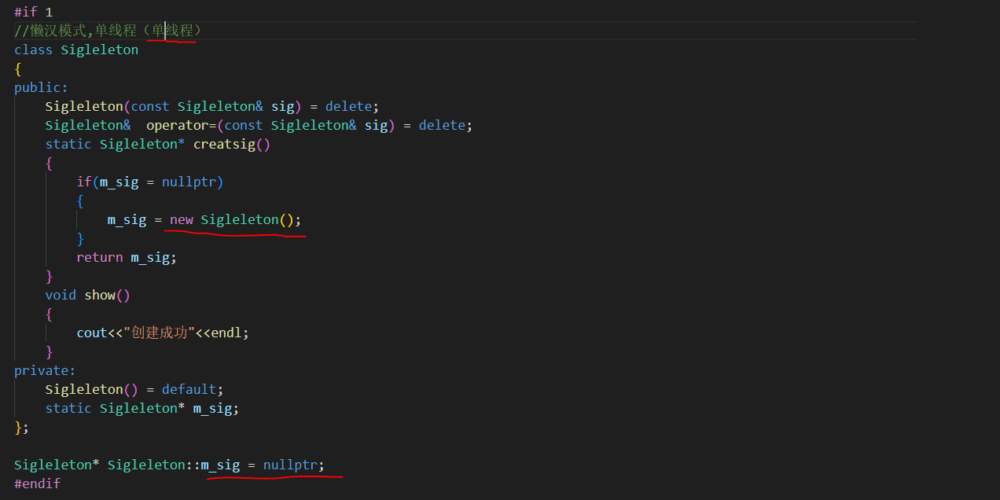 #if 1
//懒汉模式,单线程（单线程）
class Sigleleton
{
public:
    Sigleleton(const Sigleleton& sig) = delete;
    Sigleleton&  operator=(const Sigleleton& sig) = delete;
    static Sigleleton* creatsig()
    {
        if(m_sig = nullptr)
        {
            m_sig = new Sigleleton();
        }
        return m_sig;
    }
    void show()
    {
        cout<<"创建成功"<<endl;
    }
private:
    Sigleleton() = default;
    static Sigleleton* m_sig;
};
Sigleleton* Sigleleton::m_sig = nullptr;
#endif